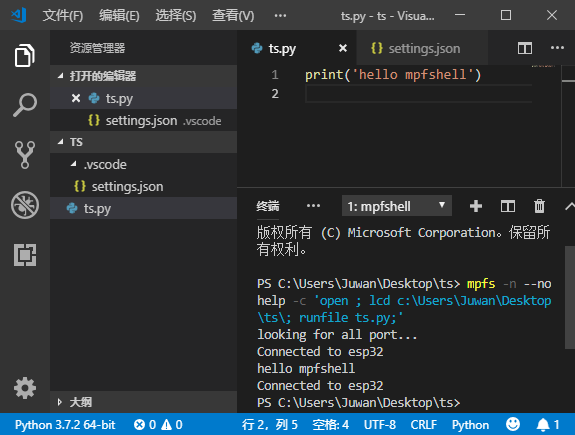 文件(F) 编辑(E) 选择(S) 查看(V) ··· ts.py - ts - Visua...
资源管理器
打开的编辑器
ts.py
{} settings.json .vscode
TS
.vscode
{} settings.json
ts.py
大纲
ts.py {} settings.json ···
1 print('hello mpfshell')
2
终端 ··· 1: mpfshell
版权所有 (C) Microsoft Corporation。保留所
有权利。
PS C:\Users\Juwan\Desktop\ts> mpfs -n --no
help -c 'open ; lcd c:\Users\Juwan\Desktop
\ts\; runfile ts.py;'
looking for all port...
Connected to esp32
hello mpfshell
Connected to esp32
PS C:\Users\Juwan\Desktop\ts>
Python 3.7.2 64-bit 0 0 行 2，列 5 空格: 4 UTF-8 CRLF Python 1